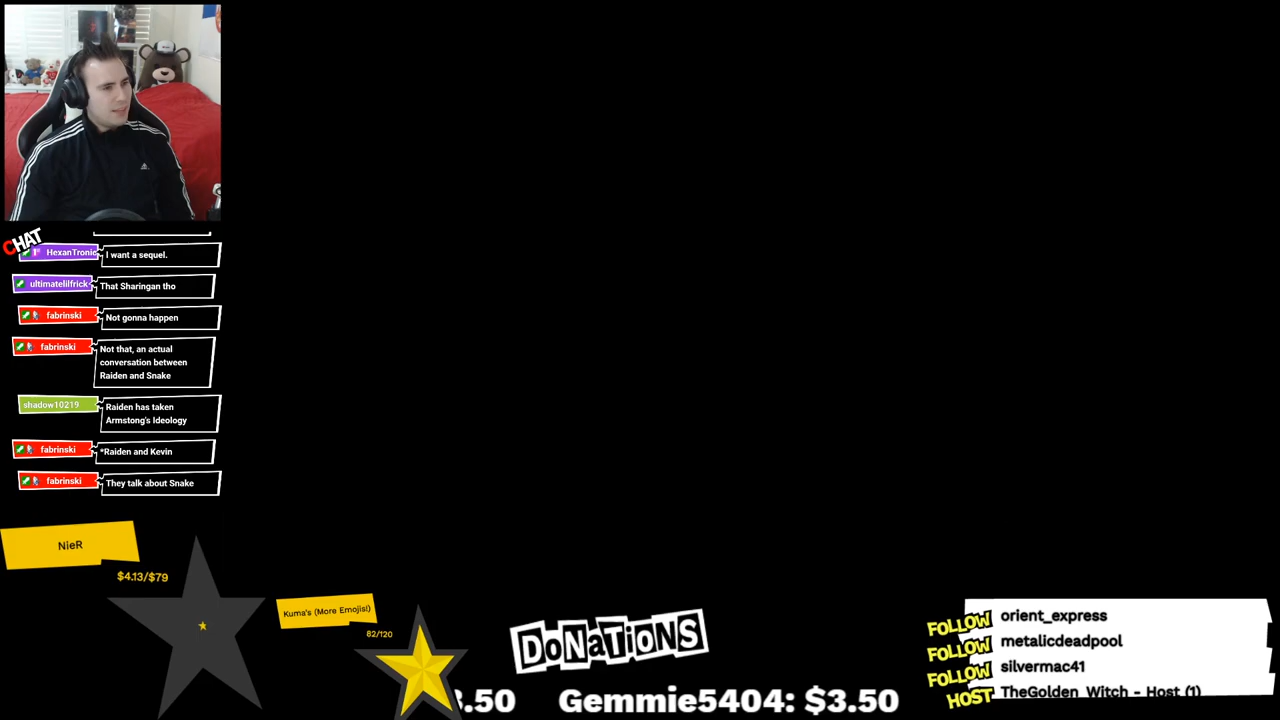 CHAT
HexanTronic
I want a sequel.
ultimatelilfrick
That Sharingan tho
fabrinski
Not gonna happen
fabrinski
Not that, an actual
conversation between
Raiden and Snake
shadow10219
Raiden has taken
Armstong's Ideology
fabrinski
*Raiden and Kevin
fabrinski
They talk about Snake
NieR
$4.13/$79
Kuma's (More Emojis!)
82/120
DoNaTioNS
.50 Gemmie5404: $3.50
FOLLOW orient_express
FOLLOW metalicdeadpool
FOLLOW silvermac41
HOST TheGolden_Witch - Host (1)